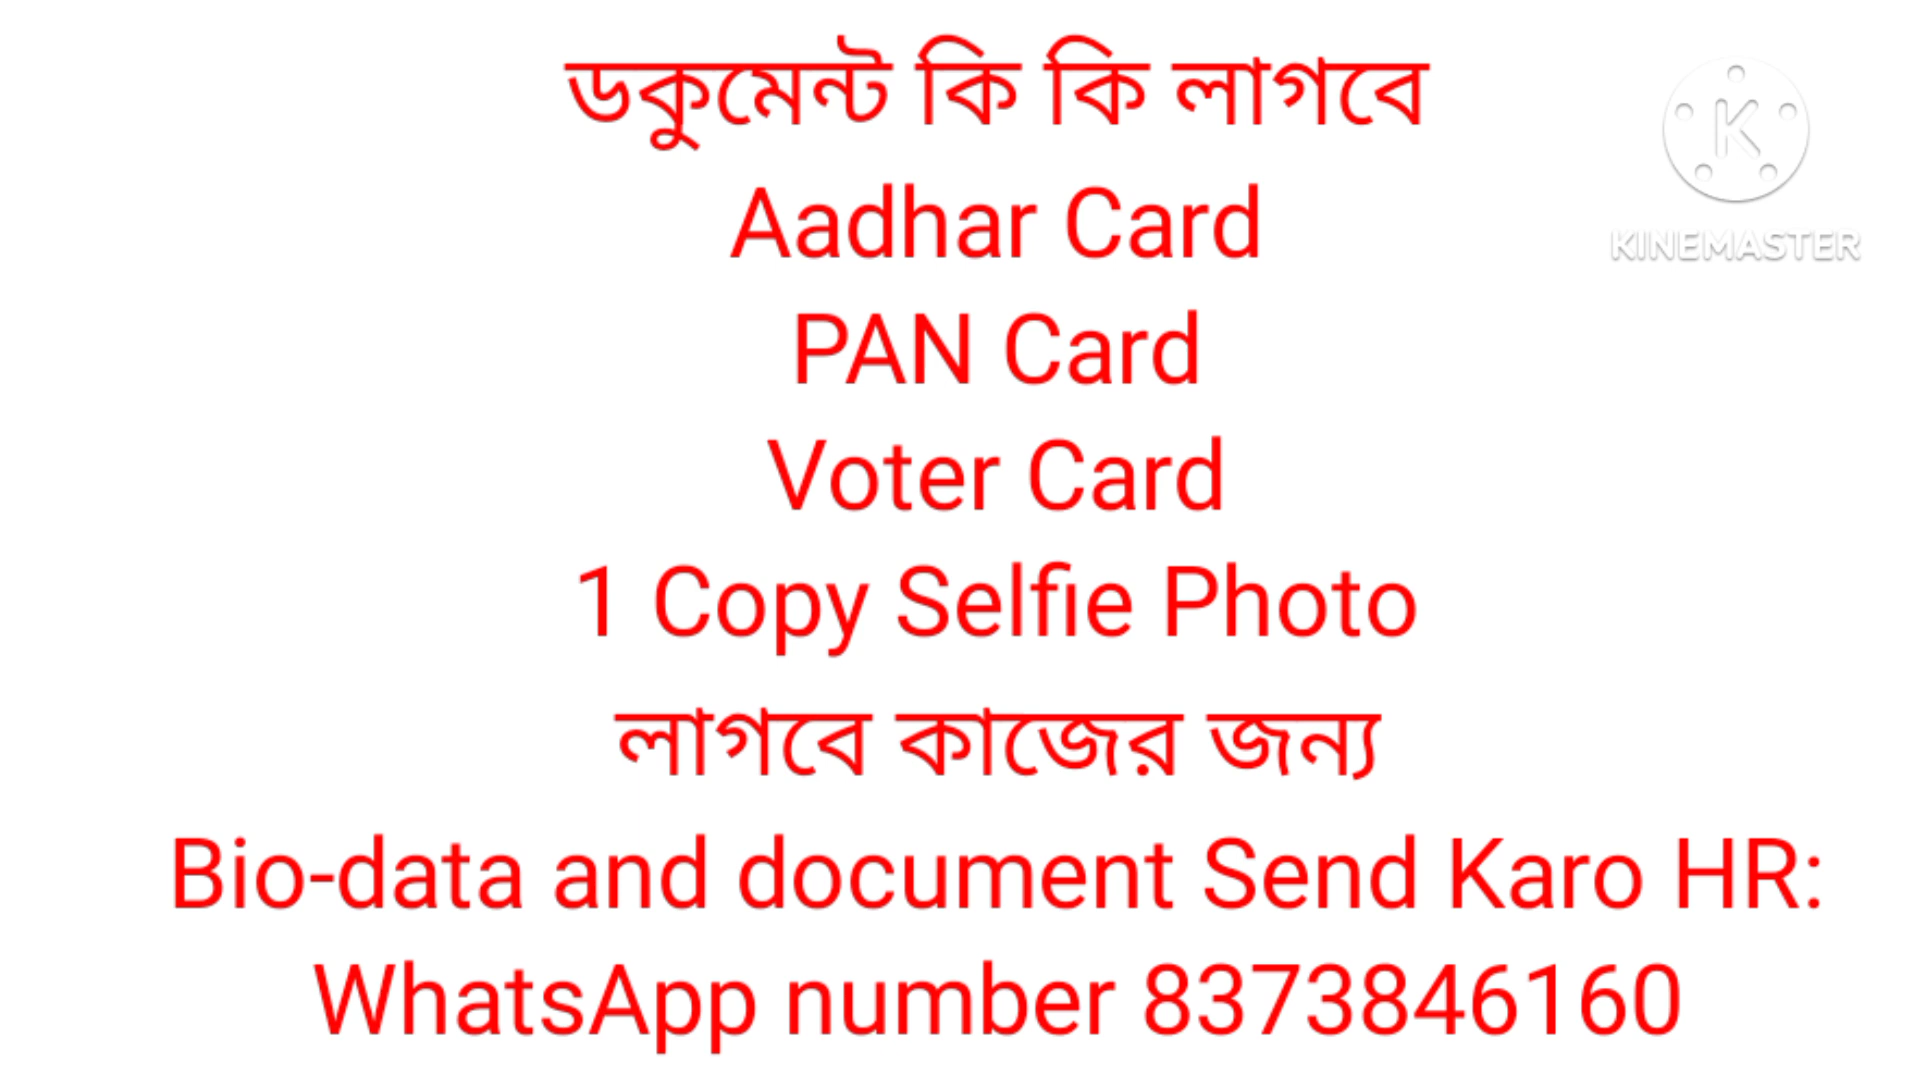 ডকুমেন্ট কি কি লাগবে
Aadhar Card
PAN Card
Voter Card
1 Copy Selfie Photo
লাগবে কাজের জন্য
Bio-data and document Send Karo HR:
WhatsApp number 8373846160
K
KINEMASTER